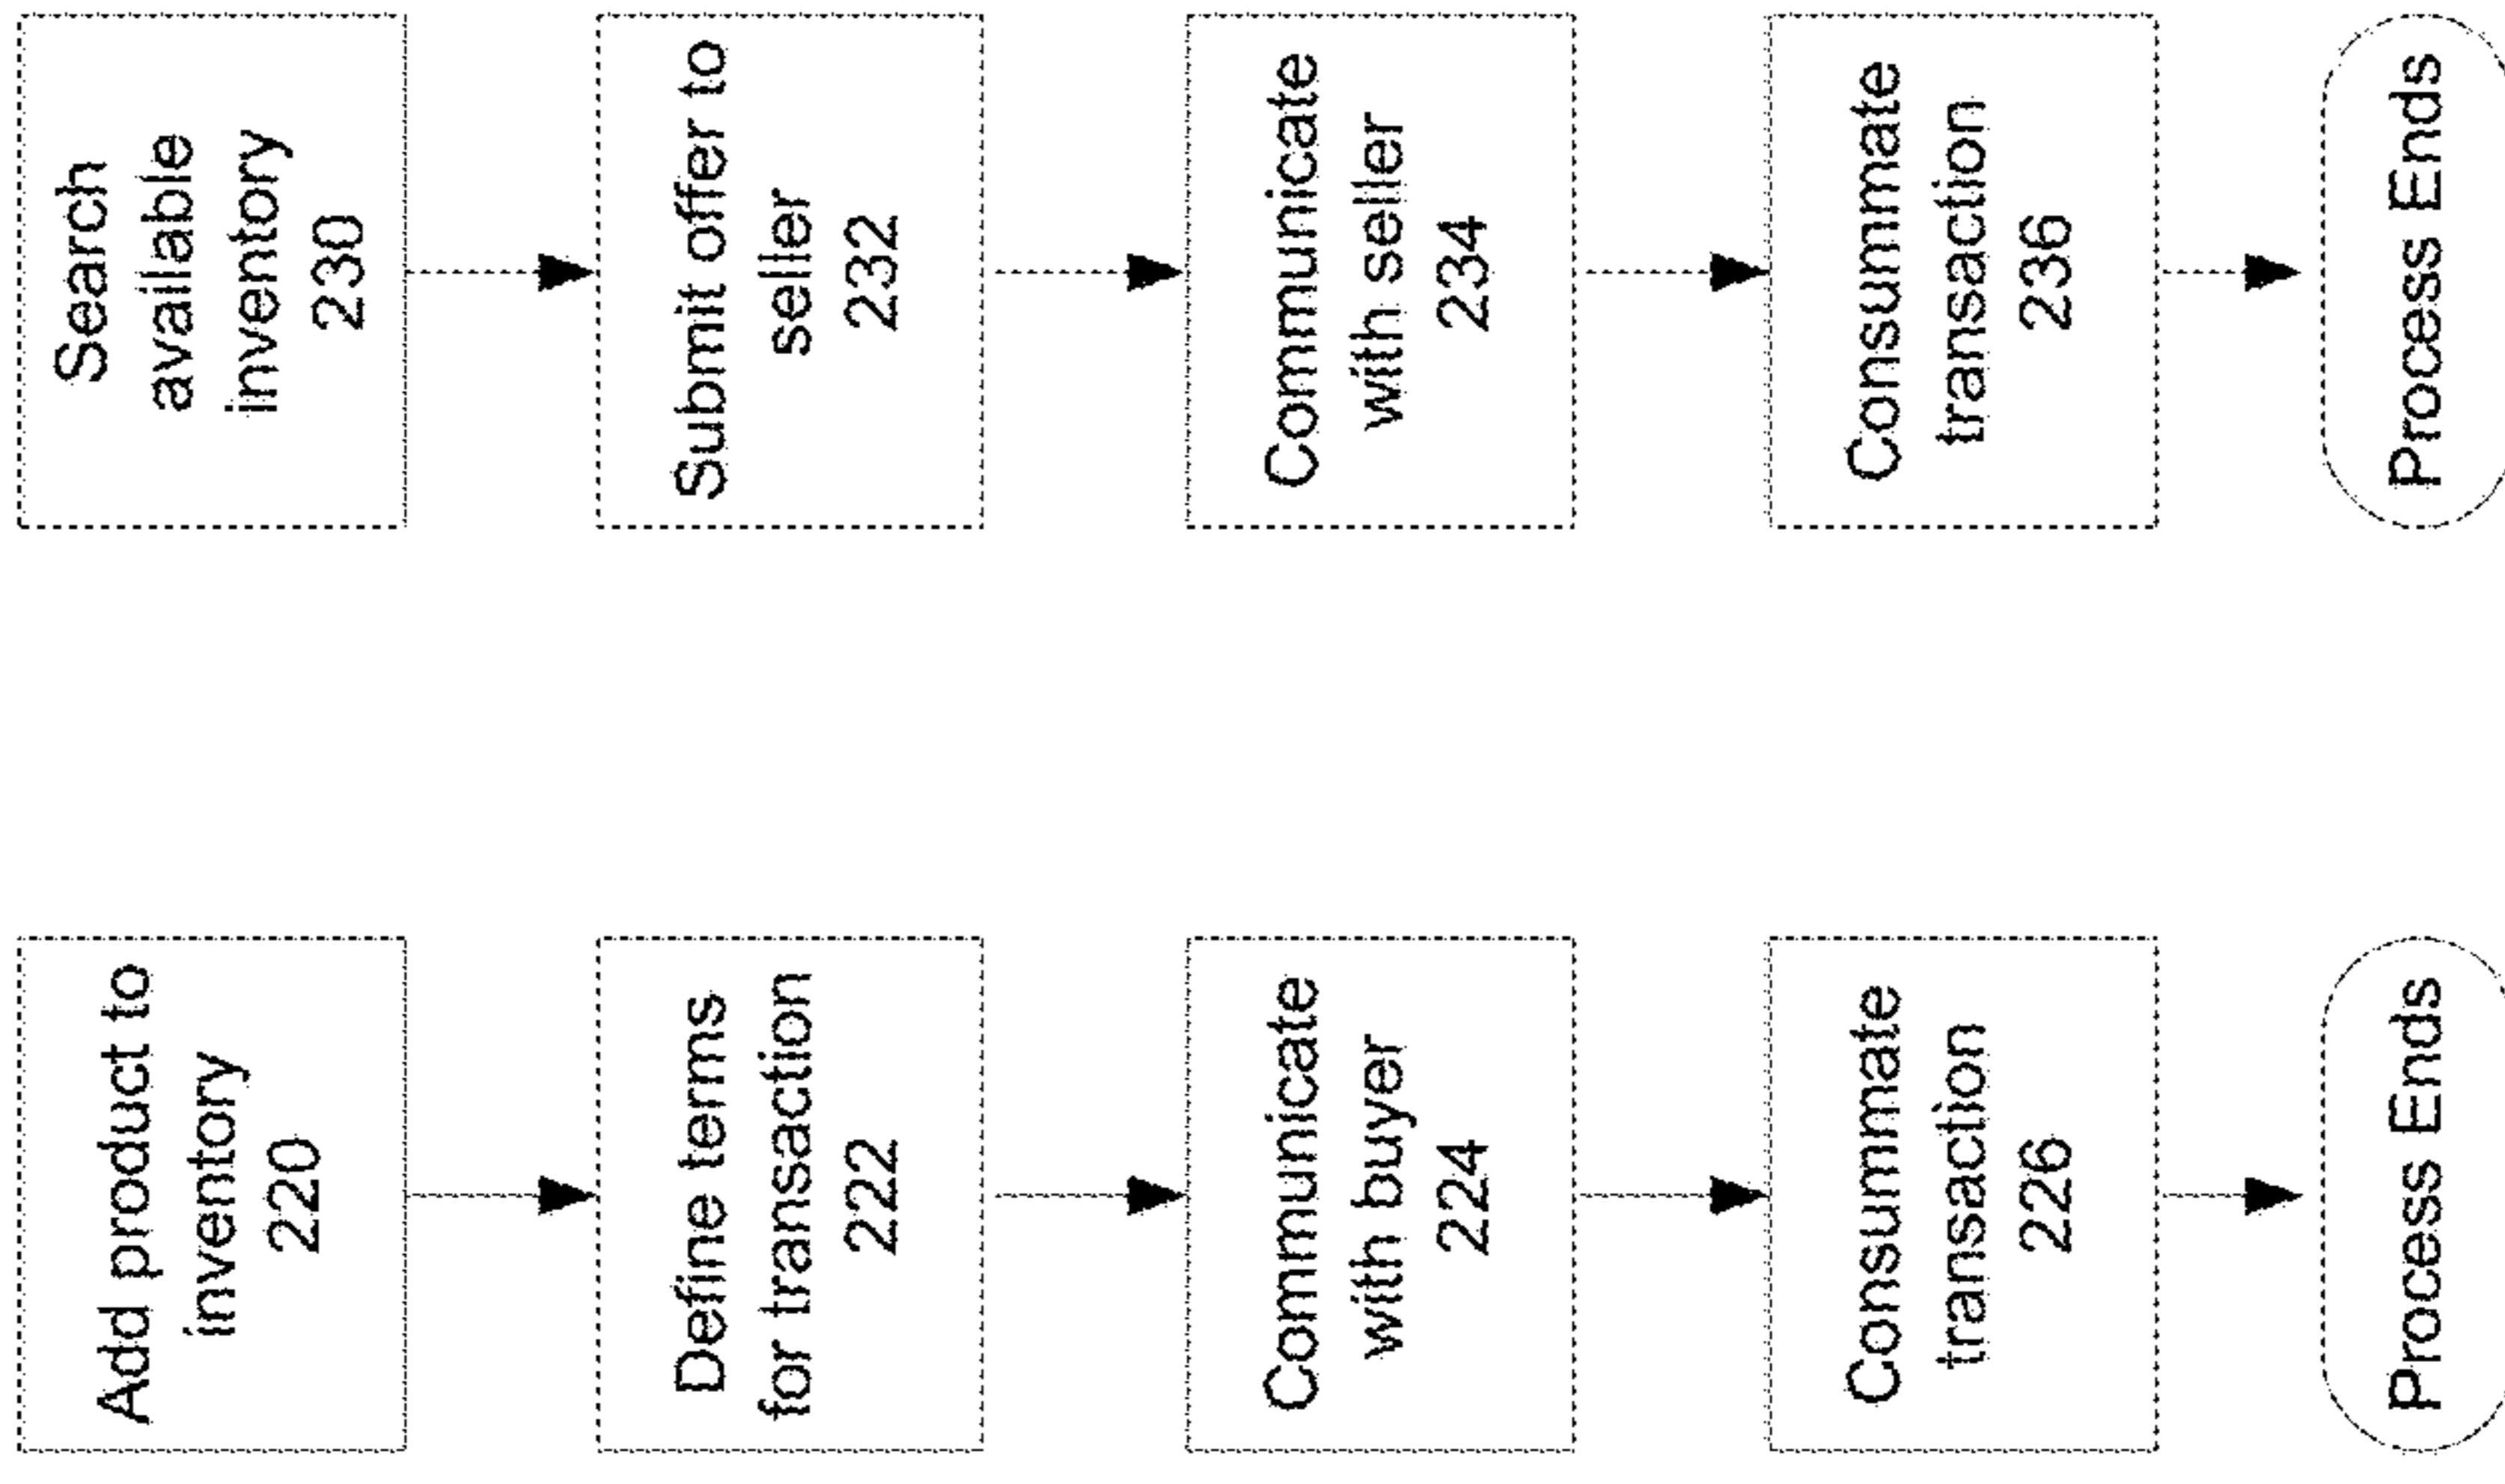 Add product to
inventory
220
Define terms
for transaction
222
Communicate
with buyer
224
Consummate
transaction
226
Process Ends
Search
available
inventory
230
Submit offer to
seller
232
Communicate
with seller
234
Consummate
transaction
236
Process Ends